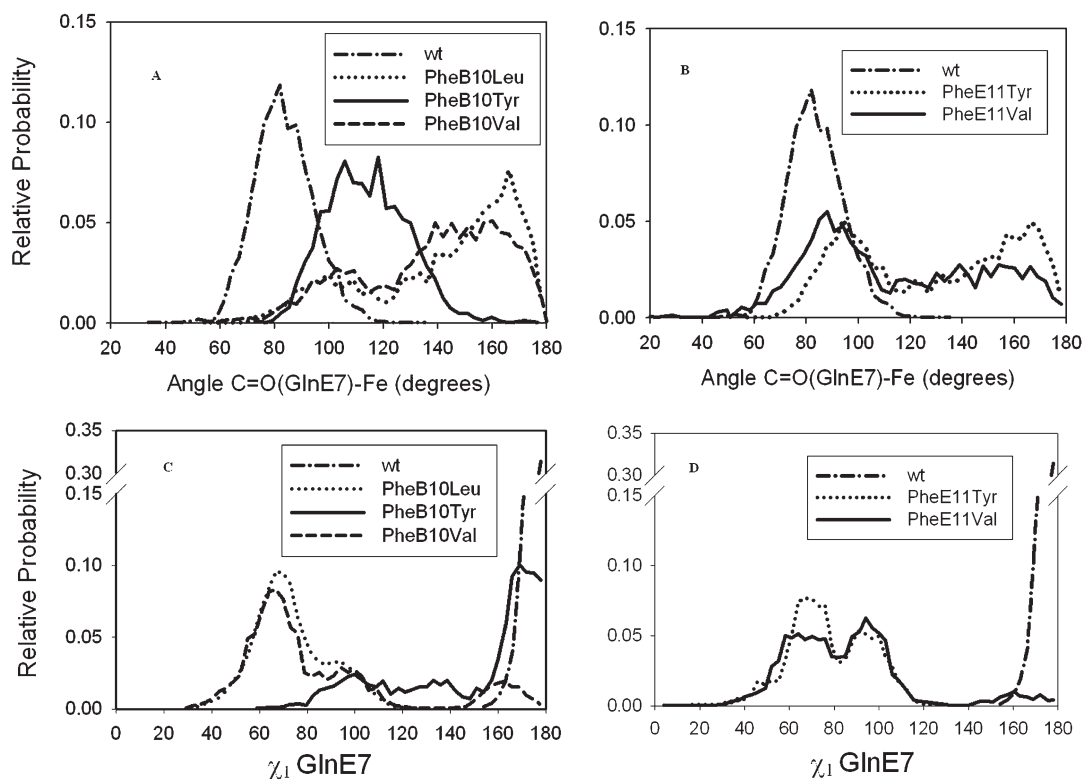 0.15
0.10
0.05
0.00
Relative Probability
A
wt
PheB10Leu
PheB10Tyr
PheB10Val
20 40 60 80 100 120 140 160 180
Angle C=O(GlnE7)-Fe (degrees)
0.15
0.10
0.05
0.00
B
wt
PheE11Tyr
PheE11Val
20 40 60 80 100 120 140 160 180
Angle C=O(GlnE7)-Fe (degrees)
0.35
0.30
0.15
0.10
0.05
0.00
Relative Probability
C
wt
PheB10Leu
PheB10Tyr
PheB10Val
0 20 40 60 80 100 120 140 160 180
χ1 GlnE7
0.35
0.30
0.15
0.10
0.05
0.00
D
wt
PheE11Tyr
PheE11Val
0 20 40 60 80 100 120 140 160 180
χ1 GlnE7